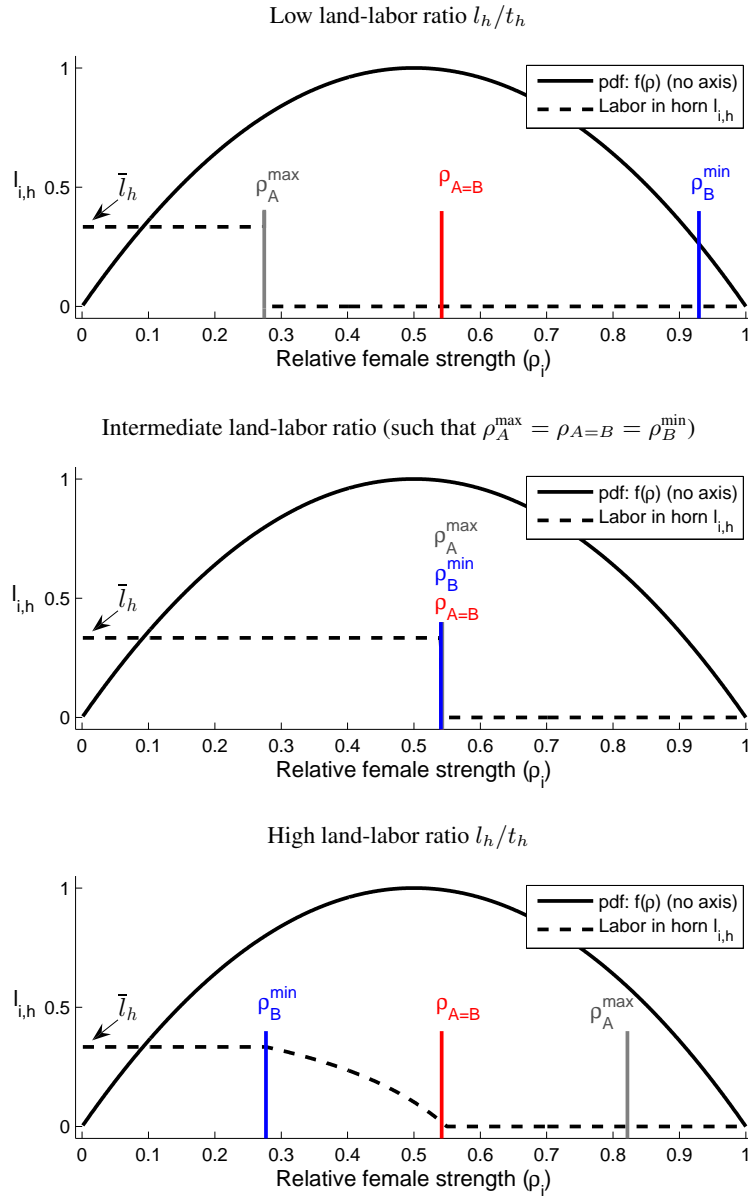 Low land-labor ratio l_h/t_h
pdf: f(ρ) (no axis)
Labor in horn l_{i,h}
1
l̄_h
ρ_A^max
ρ_{A=B}
ρ_B^min
l_{i,h}
0.5
0
0 0.1 0.2 0.3 0.4 0.5 0.6 0.7 0.8 0.9 1
Relative female strength (ρ_i)
Intermediate land-labor ratio (such that ρ_A^max = ρ_{A=B} = ρ_B^min)
1
pdf: f(ρ) (no axis)
Labor in horn l_{i,h}
ρ_A^max
ρ_B^min
ρ_{A=B}
l̄_h
l_{i,h}
0.5
0
0 0.1 0.2 0.3 0.4 0.5 0.6 0.7 0.8 0.9 1
Relative female strength (ρ_i)
High land-labor ratio l_h/t_h
1
pdf: f(ρ) (no axis)
Labor in horn l_{i,h}
l̄_h
ρ_B^min
ρ_{A=B}
ρ_A^max
l_{i,h}
0.5
0
0 0.1 0.2 0.3 0.4 0.5 0.6 0.7 0.8 0.9 1
Relative female strength (ρ_i)